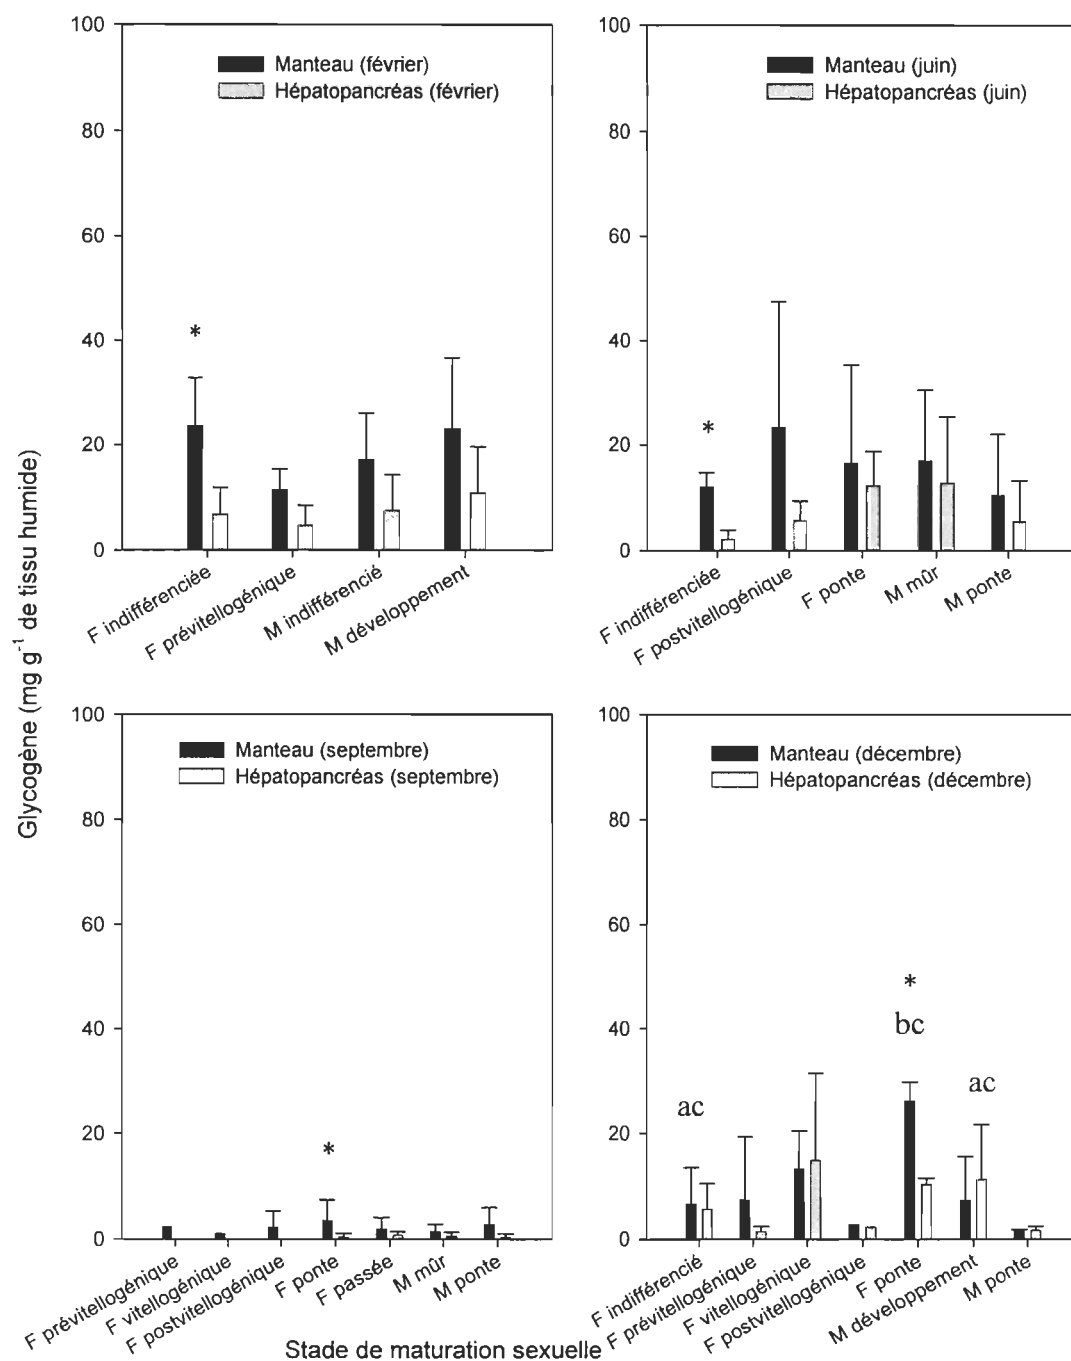 100
80
60
40
20
0
Manteau (février)
Hépatopancréas (février)
*
F indifférenciée
F prévitellogénique
M indifférencié
M développement
100
80
60
40
20
0
Manteau (juin)
Hépatopancréas (juin)
*
F indifférenciée
F postvitellogénique
F ponte
M mûr
M ponte
Glycogène (mg g⁻¹ de tissu humide)
100
80
60
40
20
0
Manteau (septembre)
Hépatopancréas (septembre)
*
F prévitellogénique
F vitellogénique
F postvitellogénique
F ponte
F passée
M mûr
M ponte
100
80
60
40
20
0
Manteau (décembre)
Hépatopancréas (décembre)
*
bc
ac
ac
F indifférencié
F prévitellogénique
F vitellogénique
F postvitellogénique
F ponte
M développement
M ponte
Stade de maturation sexuelle